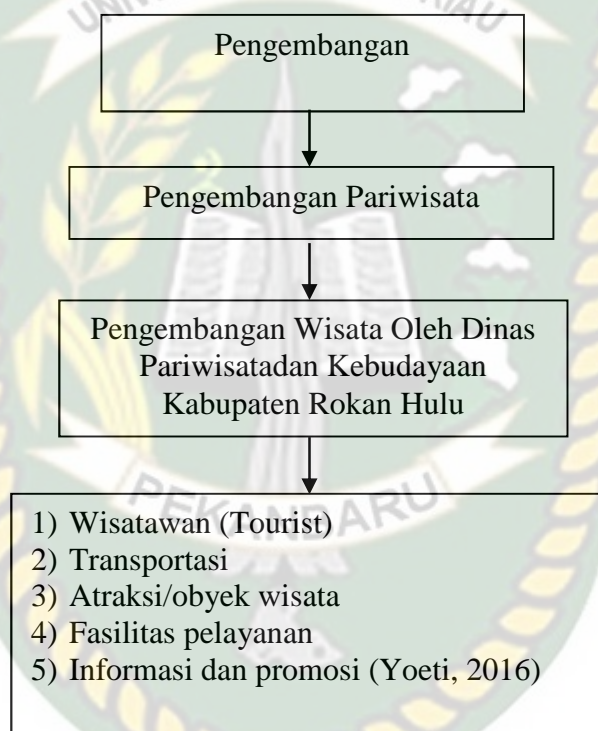 Pengembangan
Pengembangan Pariwisata
Pengembangan Wisata Oleh Dinas
Pariwisatadan Kebudayaan
Kabupaten Rokan Hulu
PEKANBARU
1) Wisatawan (Tourist)
2) Transportasi
3) Atraksi/obyek wisata
4) Fasilitas pelayanan
5) Informasi dan promosi (Yoeti, 2016)